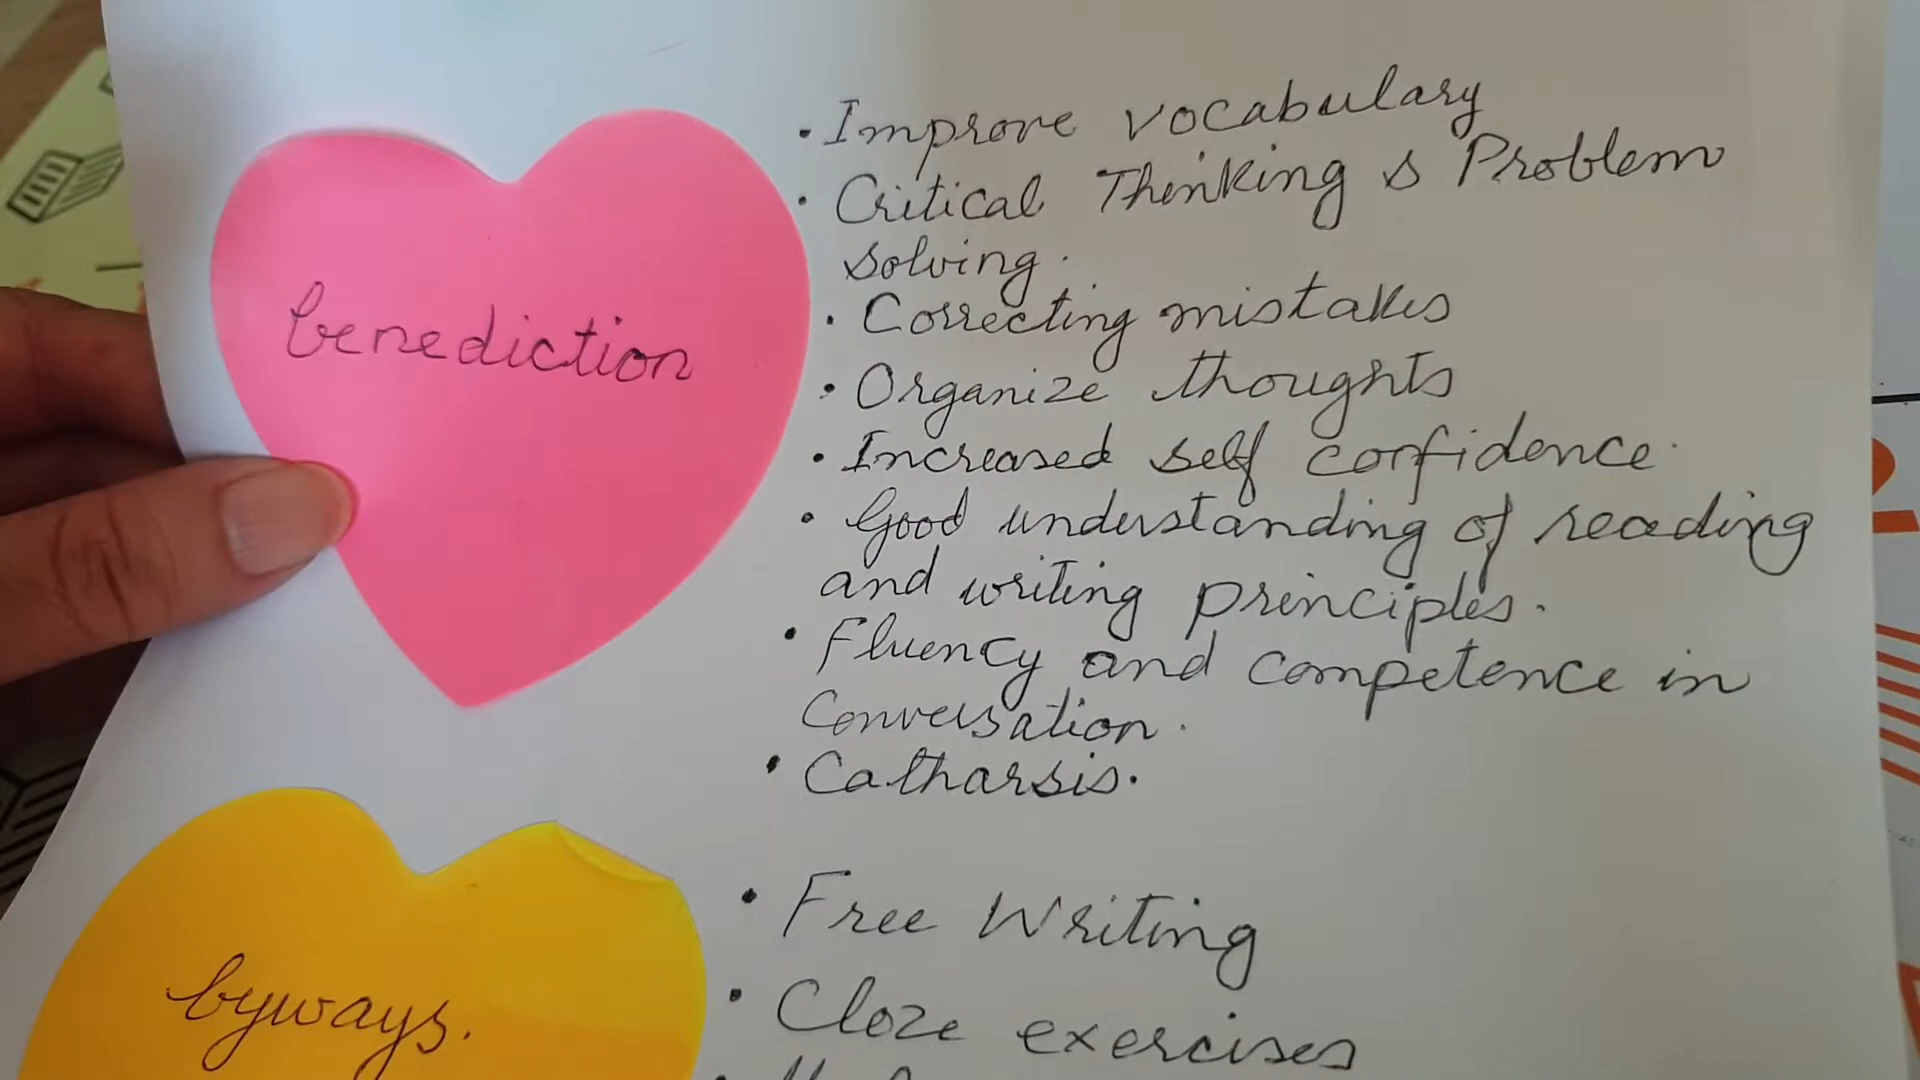 benediction
• Improve vocabulary
• Critical Thinking & Problem
solving.
• Correcting mistakes
• Organize thoughts
• Increased self confidence.
• Good understanding of reading
and writing principles.
• Fluency and competence in
Conversation.
• Catharsis.
byways.
• Free Writing
• Cloze exercises
2